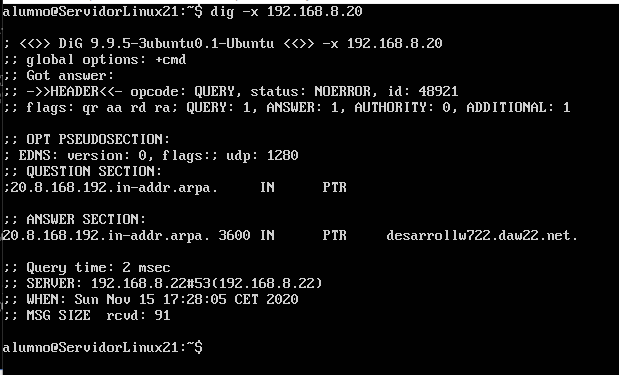 alumno@ServidorLinux21:~$ dig -x 192.168.8.20
; <<>> DiG 9.9.5-3ubuntu0.1-Ubuntu <<>> -x 192.168.8.20
;; global options: +cmd
;; Got answer:
;; ->>HEADER<<- opcode: QUERY, status: NOERROR, id: 48921
;; flags: qr aa rd ra; QUERY: 1, ANSWER: 1, AUTHORITY: 0, ADDITIONAL: 1
;; OPT PSEUDOSECTION:
; EDNS: version: 0, flags:; udp: 1280
;; QUESTION SECTION:
;20.8.168.192.in-addr.arpa. IN PTR
;; ANSWER SECTION:
20.8.168.192.in-addr.arpa. 3600 IN PTR desarrollw722.daw22.net.
;; Query time: 2 msec
;; SERVER: 192.168.8.22#53(192.168.8.22)
;; WHEN: Sun Nov 15 17:28:05 CET 2020
;; MSG SIZE rcvd: 91
alumno@ServidorLinux21:~$